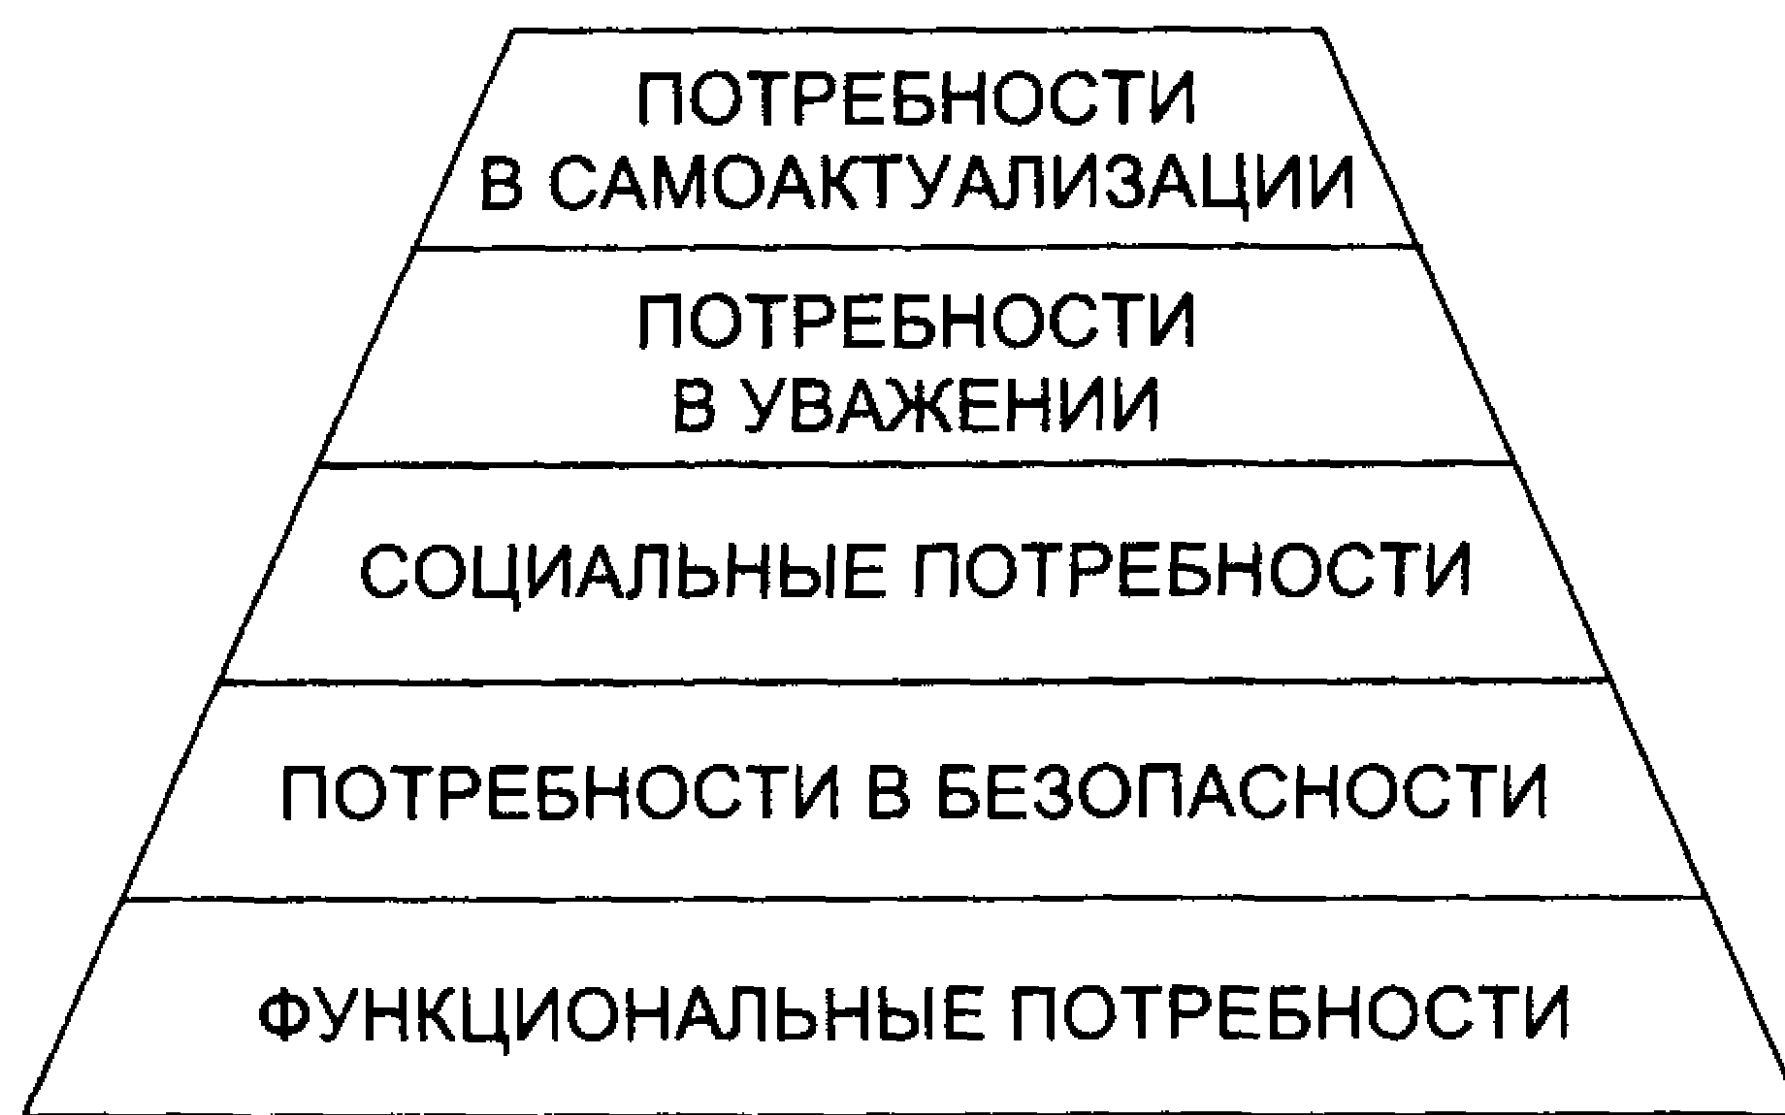 ПОТРЕБНОСТИ
В САМОАКТУАЛИЗАЦИИ
ПОТРЕБНОСТИ
В УВАЖЕНИИ
СОЦИАЛЬНЫЕ ПОТРЕБНОСТИ
ПОТРЕБНОСТИ В БЕЗОПАСНОСТИ
ФУНКЦИОНАЛЬНЫЕ ПОТРЕБНОСТИ